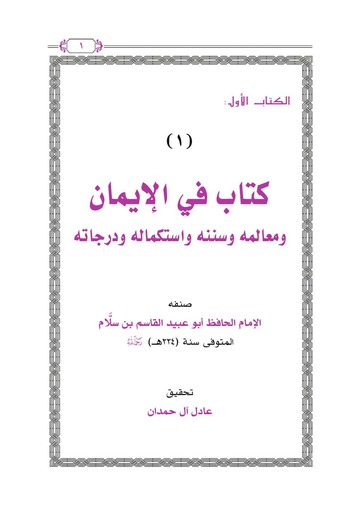 ١
الكتاب الأول:
(١)
كتاب في الإيمان
ومعالمه وسننه واستكماله ودرجاته
صنفه
الإمام الحافظ أبو عبيد القاسم بن سلَّام
المتوفى سنة (٢٢٤هـ) رحمه الله
تحقيق
عادل آل حمدان